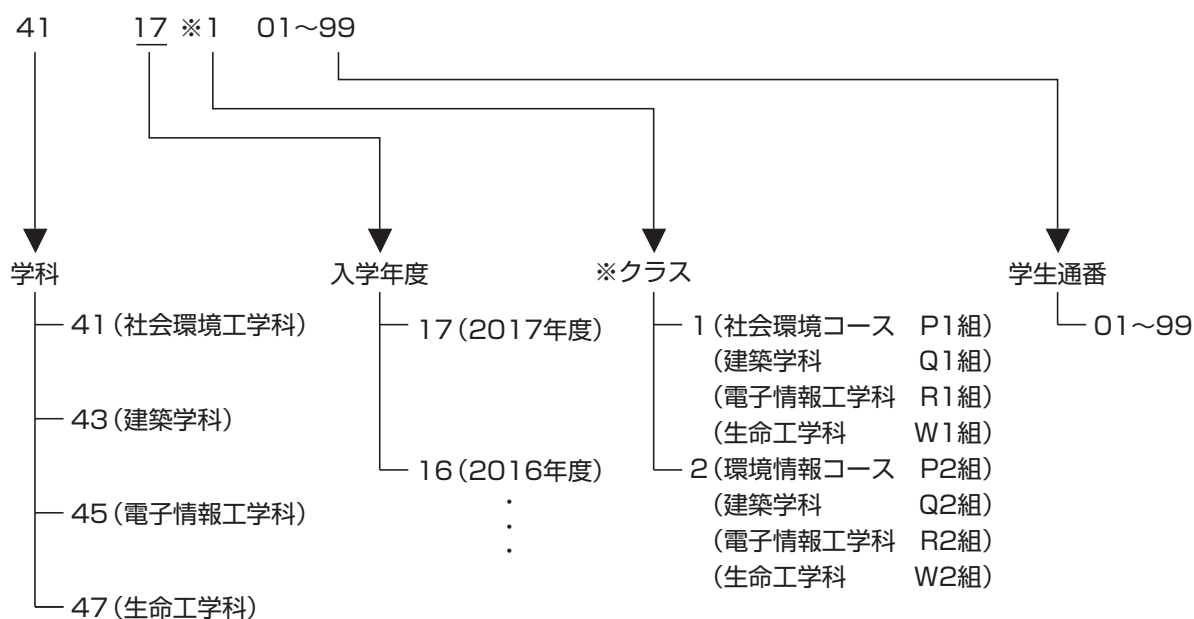 41 17 ※1 01～99
学科 入学年度 ※クラス 学生通番
41(社会環境工学科) 17(2017年度) 1(社会環境コース P1組) 01～99
(建築学科 Q1組)
(電子情報工学科 R1組)
43(建築学科)
(生命工学科 W1組)
16(2016年度) 2(環境情報コース P2組)
(建築学科 Q2組)
45(電子情報工学科)
(電子情報工学科 R2組)
・
・
・
(生命工学科 W2組)
47(生命工学科)